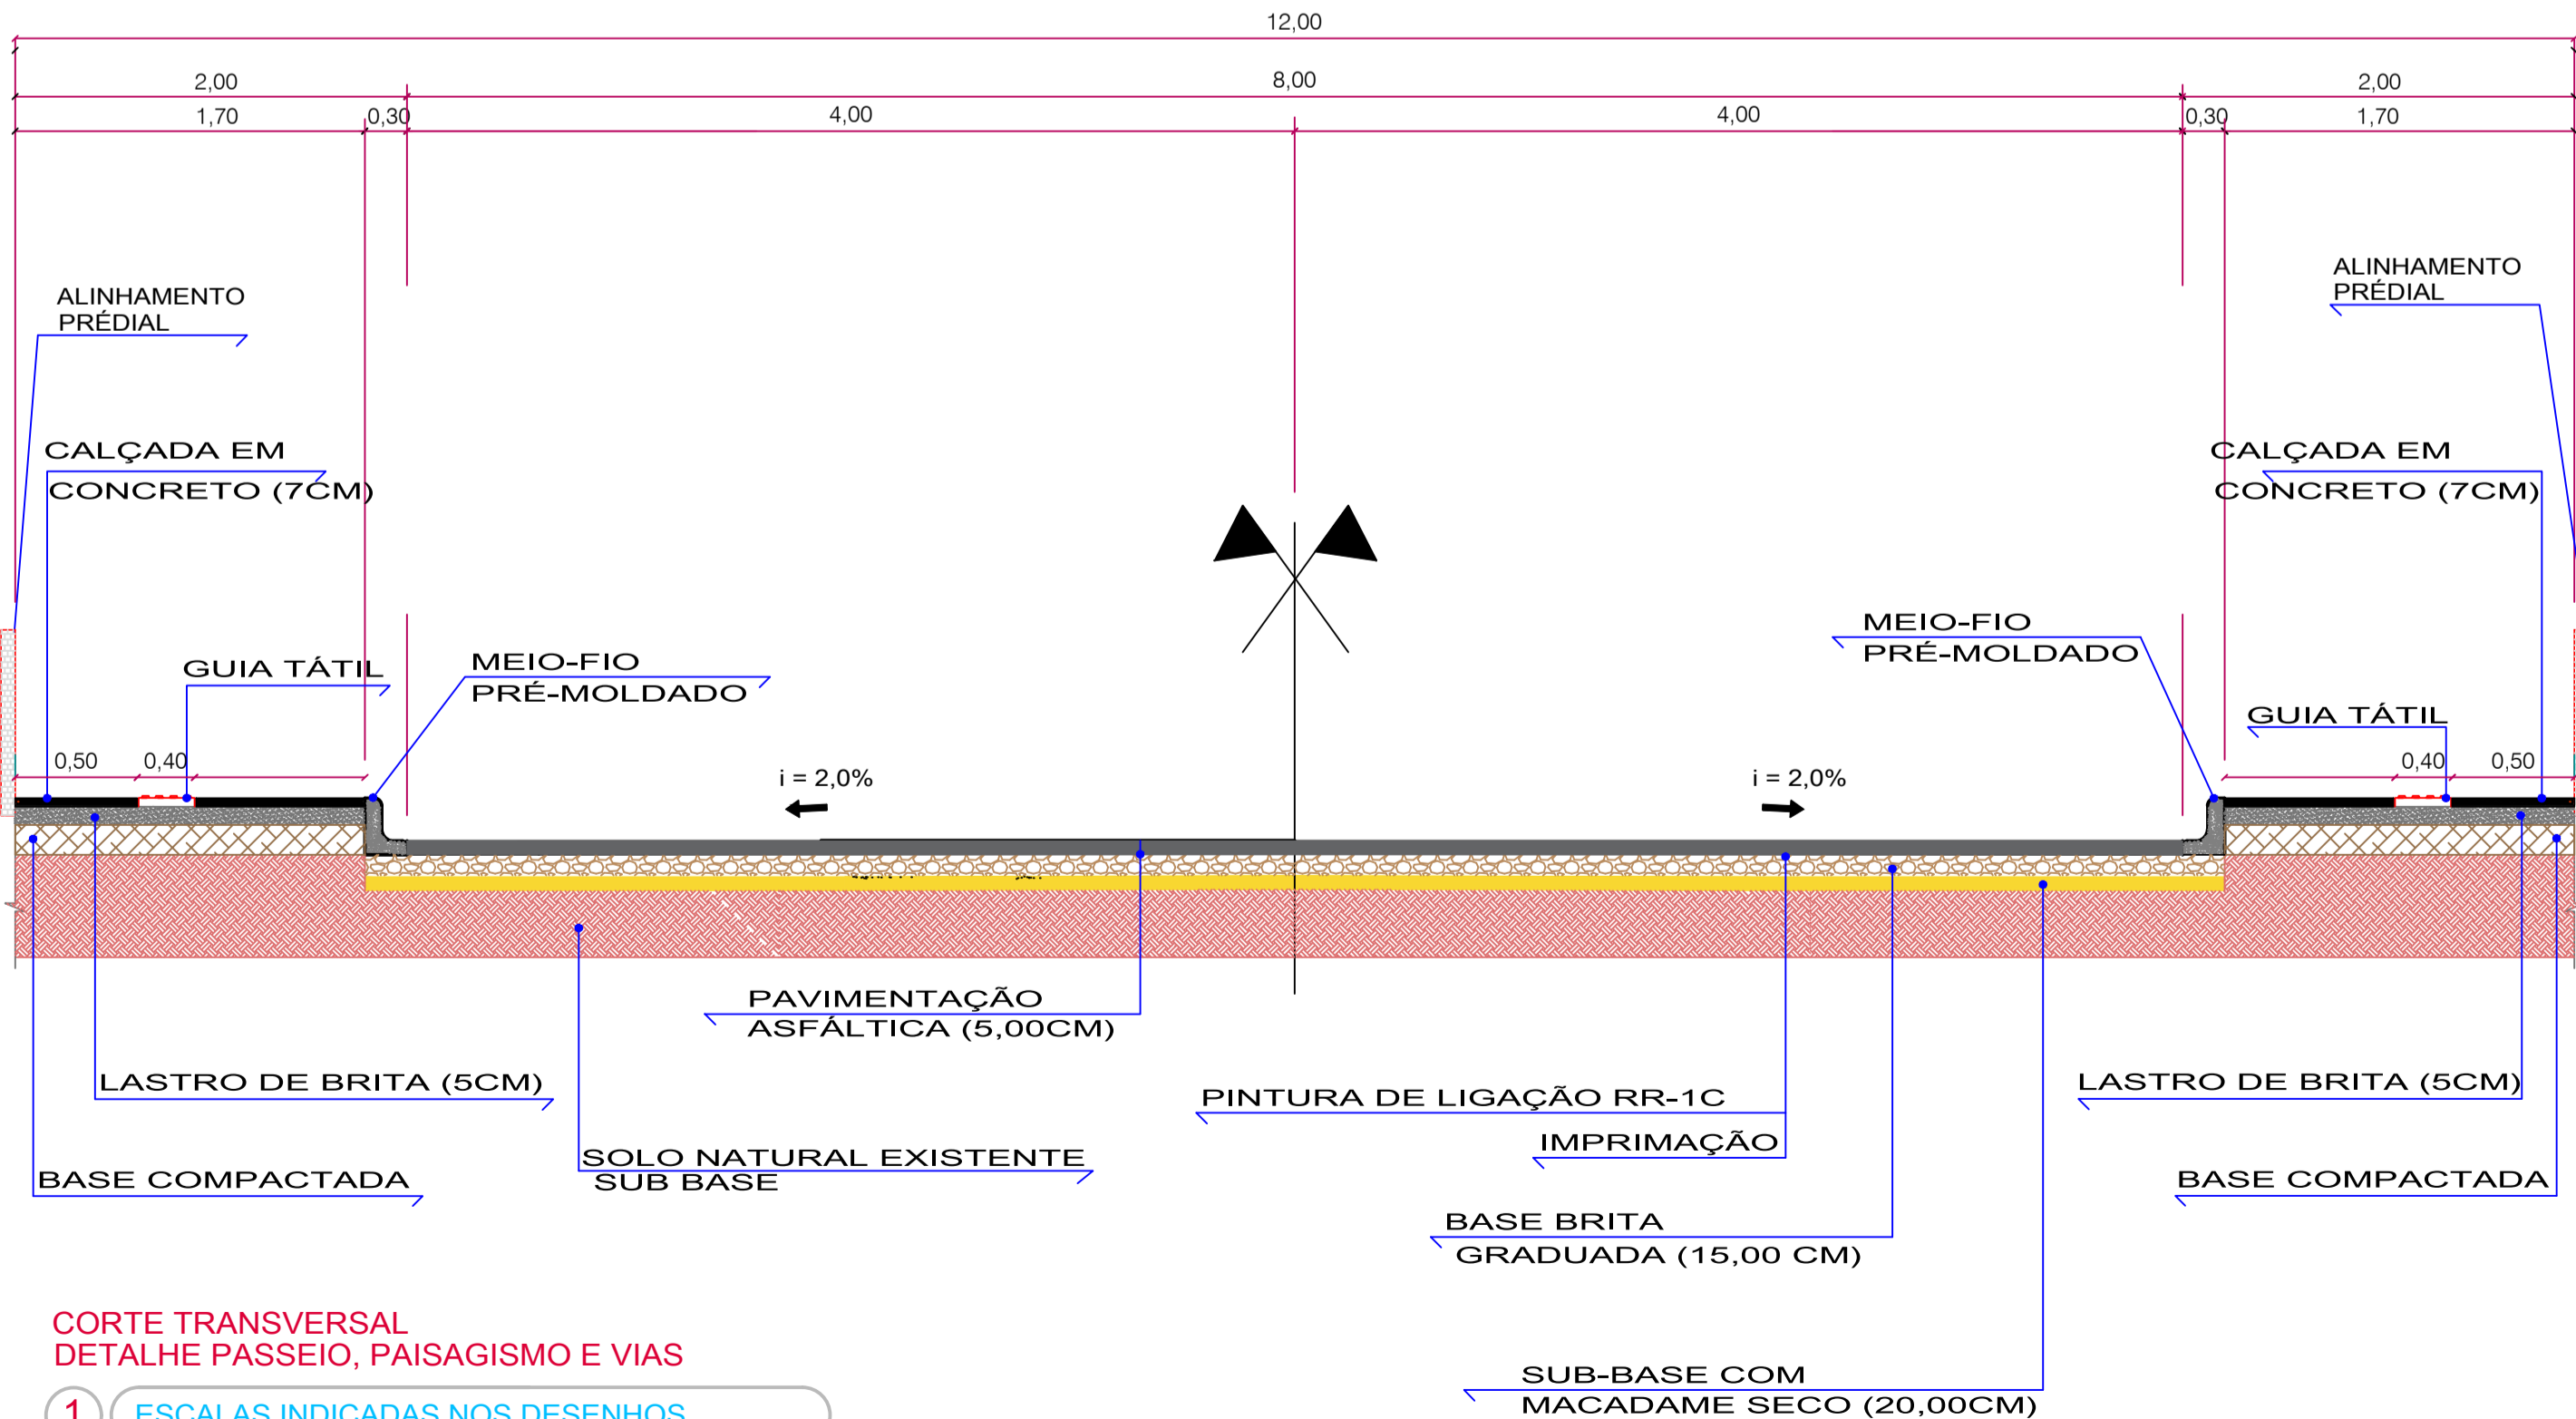 12,00
2,00
8,00
2,00
1,70
0,30
4,00
4,00
0,30
1,70
ALINHAMENTO
PRÉDIAL
ALINHAMENTO
PRÉDIAL
CALÇADA EM
CONCRETO (7CM)
CALÇADA EM
CONCRETO (7CM)
MEIO-FIO
PRÉ-MOLDADO
MEIO-FIO
PRÉ-MOLDADO
GUIA TÁTIL
GUIA TÁTIL
0,50
0,40
i = 2,0%
i = 2,0%
0,40
0,50
PAVIMENTAÇÃO
ASFÁLTICA (5,00CM)
LASTRO DE BRITA (5CM)
PINTURA DE LIGAÇÃO RR-1C
LASTRO DE BRITA (5CM)
IMPRIMAÇÃO
SOLO NATURAL EXISTENTE
SUB BASE
BASE COMPACTADA
BASE COMPACTADA
BASE BRITA
GRADUADA (15,00 CM)
CORTE TRANSVERSAL
DETALHE PASSEIO, PAISAGISMO E VIAS
SUB-BASE COM
MACADAME SECO (20,00CM)
1
ESCALAS INDICADAS NOS DESENHOS